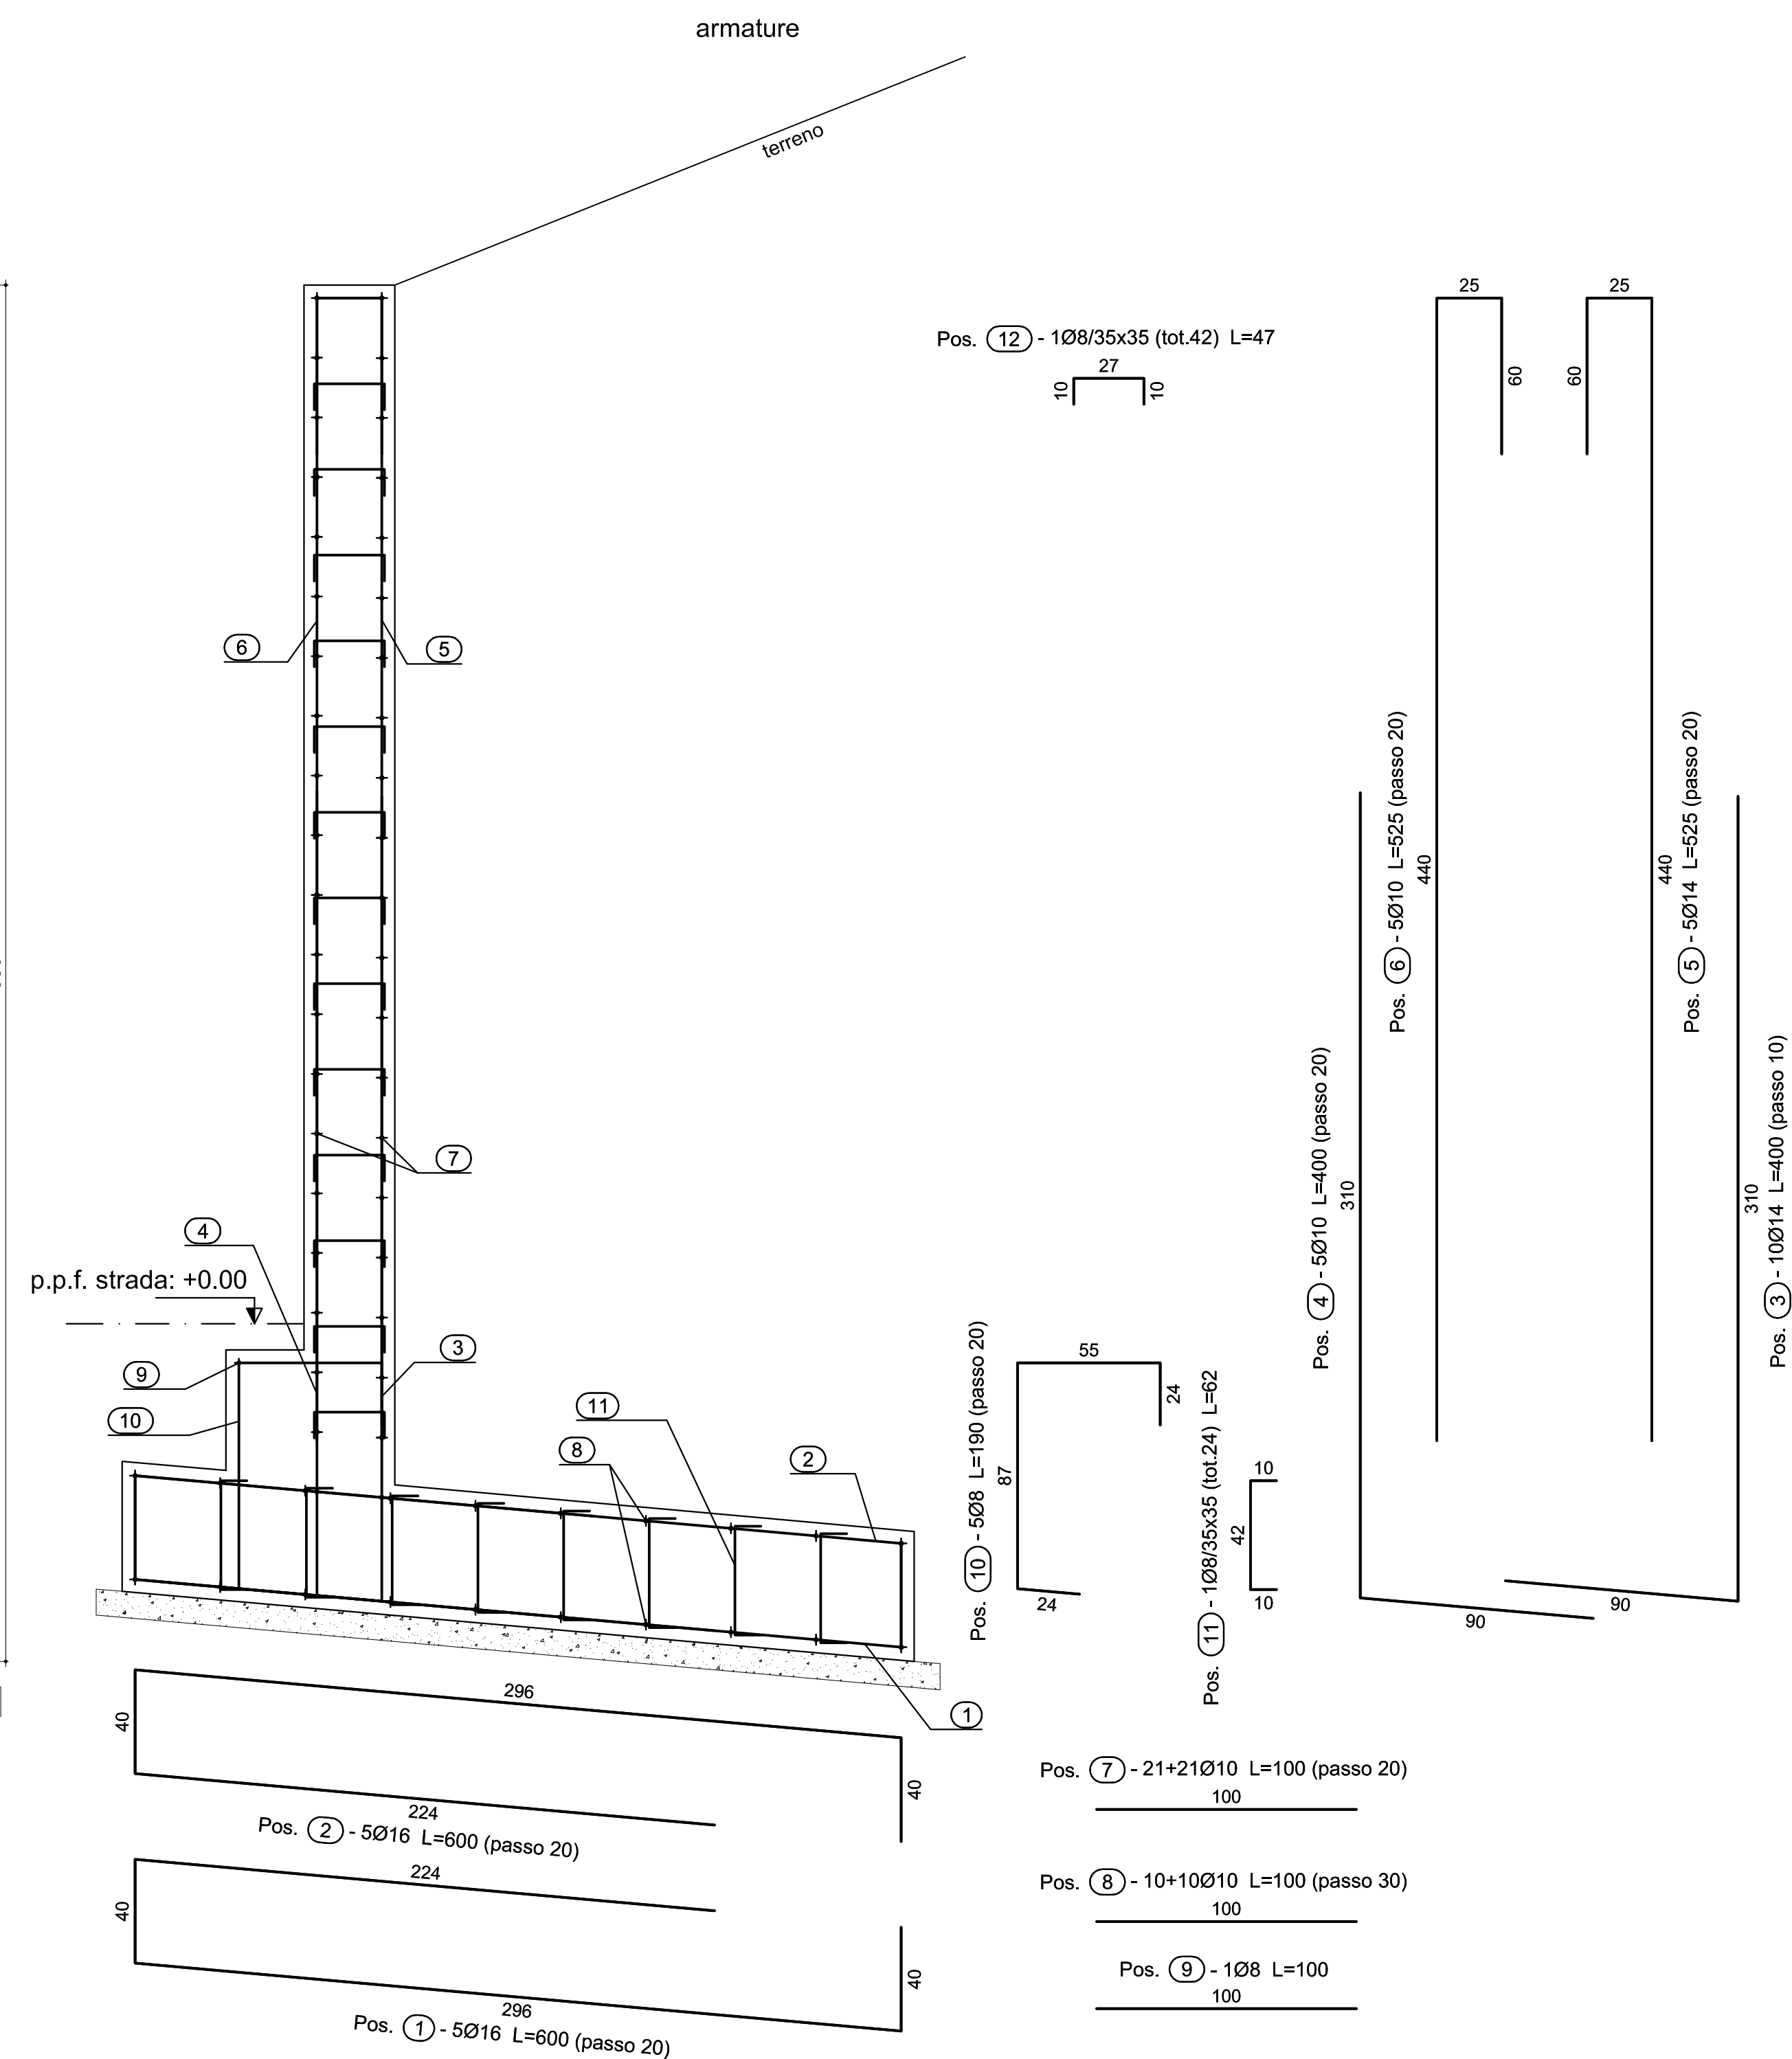 armature
terreno
25
25
Pos. 12 - 1Ø8/35x35 (tot.42) L=47
27
10
10
60
60
6
5
Pos. 6 - 5Ø10 L=525 (passo 20)
440
440
Pos. 5 - 5Ø14 L=525 (passo 20)
7
4
p.p.f. strada: +0.00
3
9
10
11
8
2
Pos. 4 - 5Ø10 L=400 (passo 20)
310
310
Pos. 3 - 10Ø14 L=400 (passo 10)
Pos. 10 - 5Ø8 L=190 (passo 20)
55
24
87
24
Pos. 11 - 1Ø8/35x35 (tot.24) L=62
10
42
10
90
90
1
296
40
40
224
Pos. 2 - 5Ø16 L=600 (passo 20)
224
40
40
296
Pos. 1 - 5Ø16 L=600 (passo 20)
Pos. 7 - 21+21Ø10 L=100 (passo 20)
100
Pos. 8 - 10+10Ø10 L=100 (passo 30)
100
Pos. 9 - 1Ø8 L=100
100